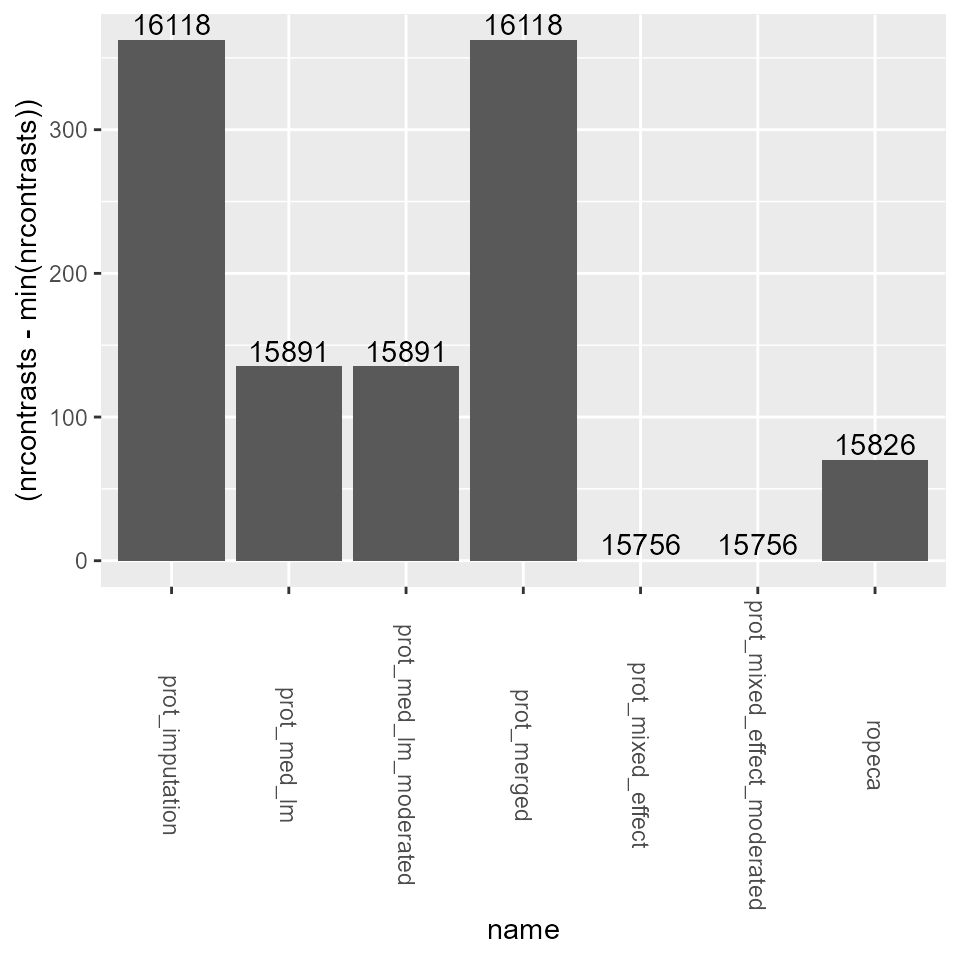 (nrcontrasts - min(nrcontrasts))
300
200
100
0
16118
15891
15891
16118
15756
15756
15826
prot_imputation
prot_med_lm
prot_med_lm_moderated
prot_merged
prot_mixed_effect
prot_mixed_effect_moderated
ropeca
name